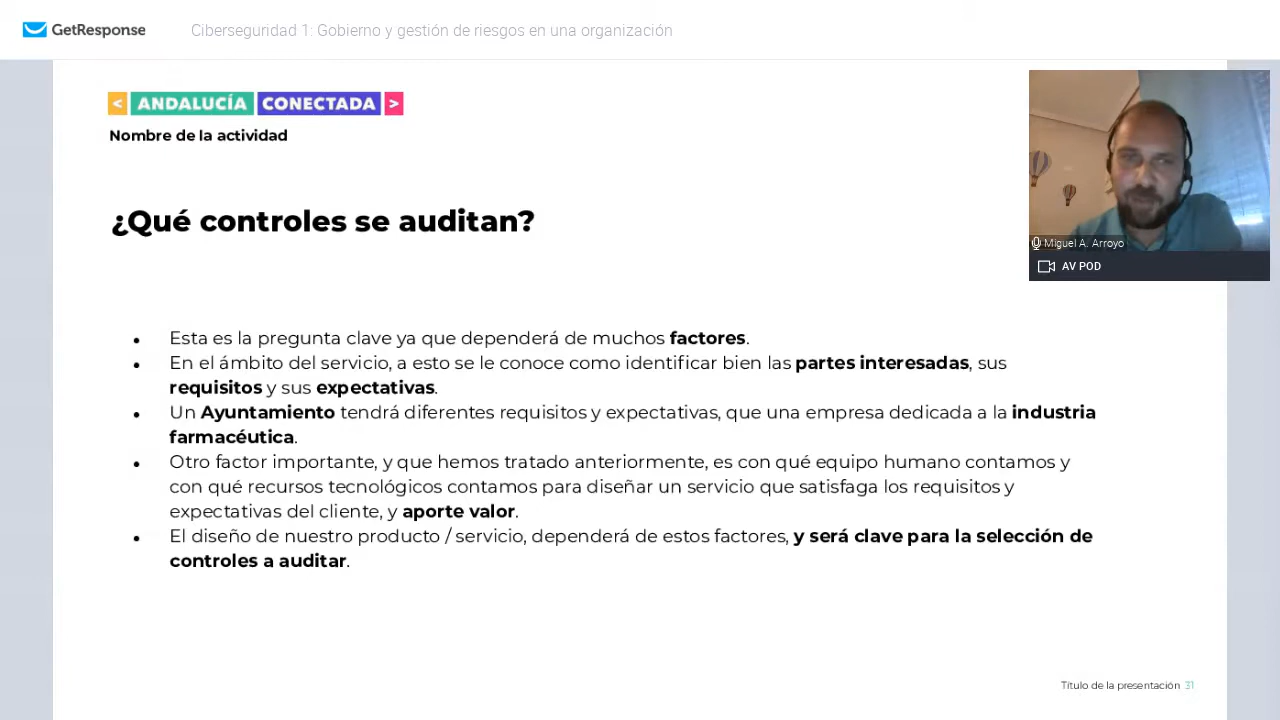 GetResponse
Ciberseguridad 1: Gobierno y gestión de riesgos en una organización
< ANDALUCÍA CONECTADA >
Nombre de la actividad
¿Qué controles se auditan?
Miguel A. Arroyo
AV POD
• Esta es la pregunta clave ya que dependerá de muchos factores.
• En el ámbito del servicio, a esto se le conoce como identificar bien las partes interesadas, sus
requisitos y sus expectativas.
• Un Ayuntamiento tendrá diferentes requisitos y expectativas, que una empresa dedicada a la industria
farmacéutica.
• Otro factor importante, y que hemos tratado anteriormente, es con qué equipo humano contamos y
con qué recursos tecnológicos contamos para diseñar un servicio que satisfaga los requisitos y
expectativas del cliente, y aporte valor.
• El diseño de nuestro producto / servicio, dependerá de estos factores, y será clave para la selección de
controles a auditar.
Título de la presentación 31